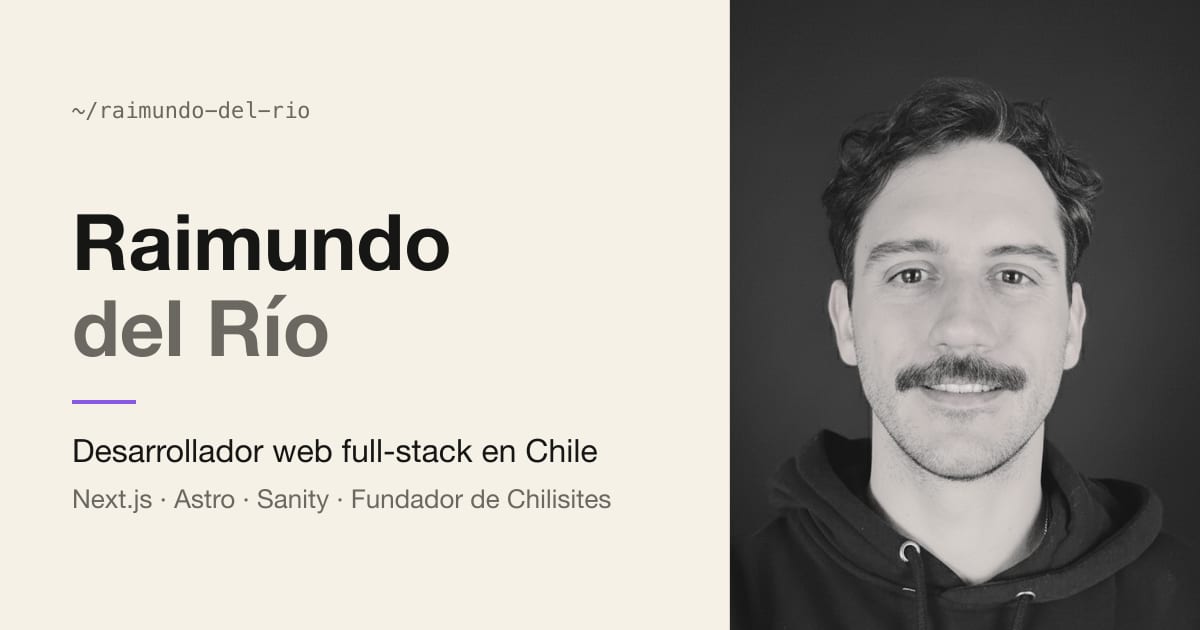 ~/raimundo-del-rio
Raimundo
del Río
Desarrollador web full-stack en Chile
Next.js · Astro · Sanity · Fundador de Chilisites